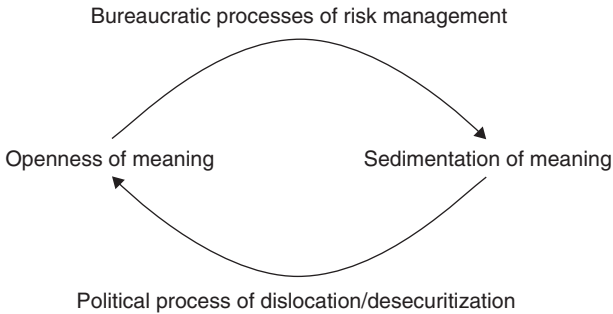 Bureaucratic processes of risk management
Openness of meaning
Sedimentation of meaning
Political process of dislocation/desecuritization